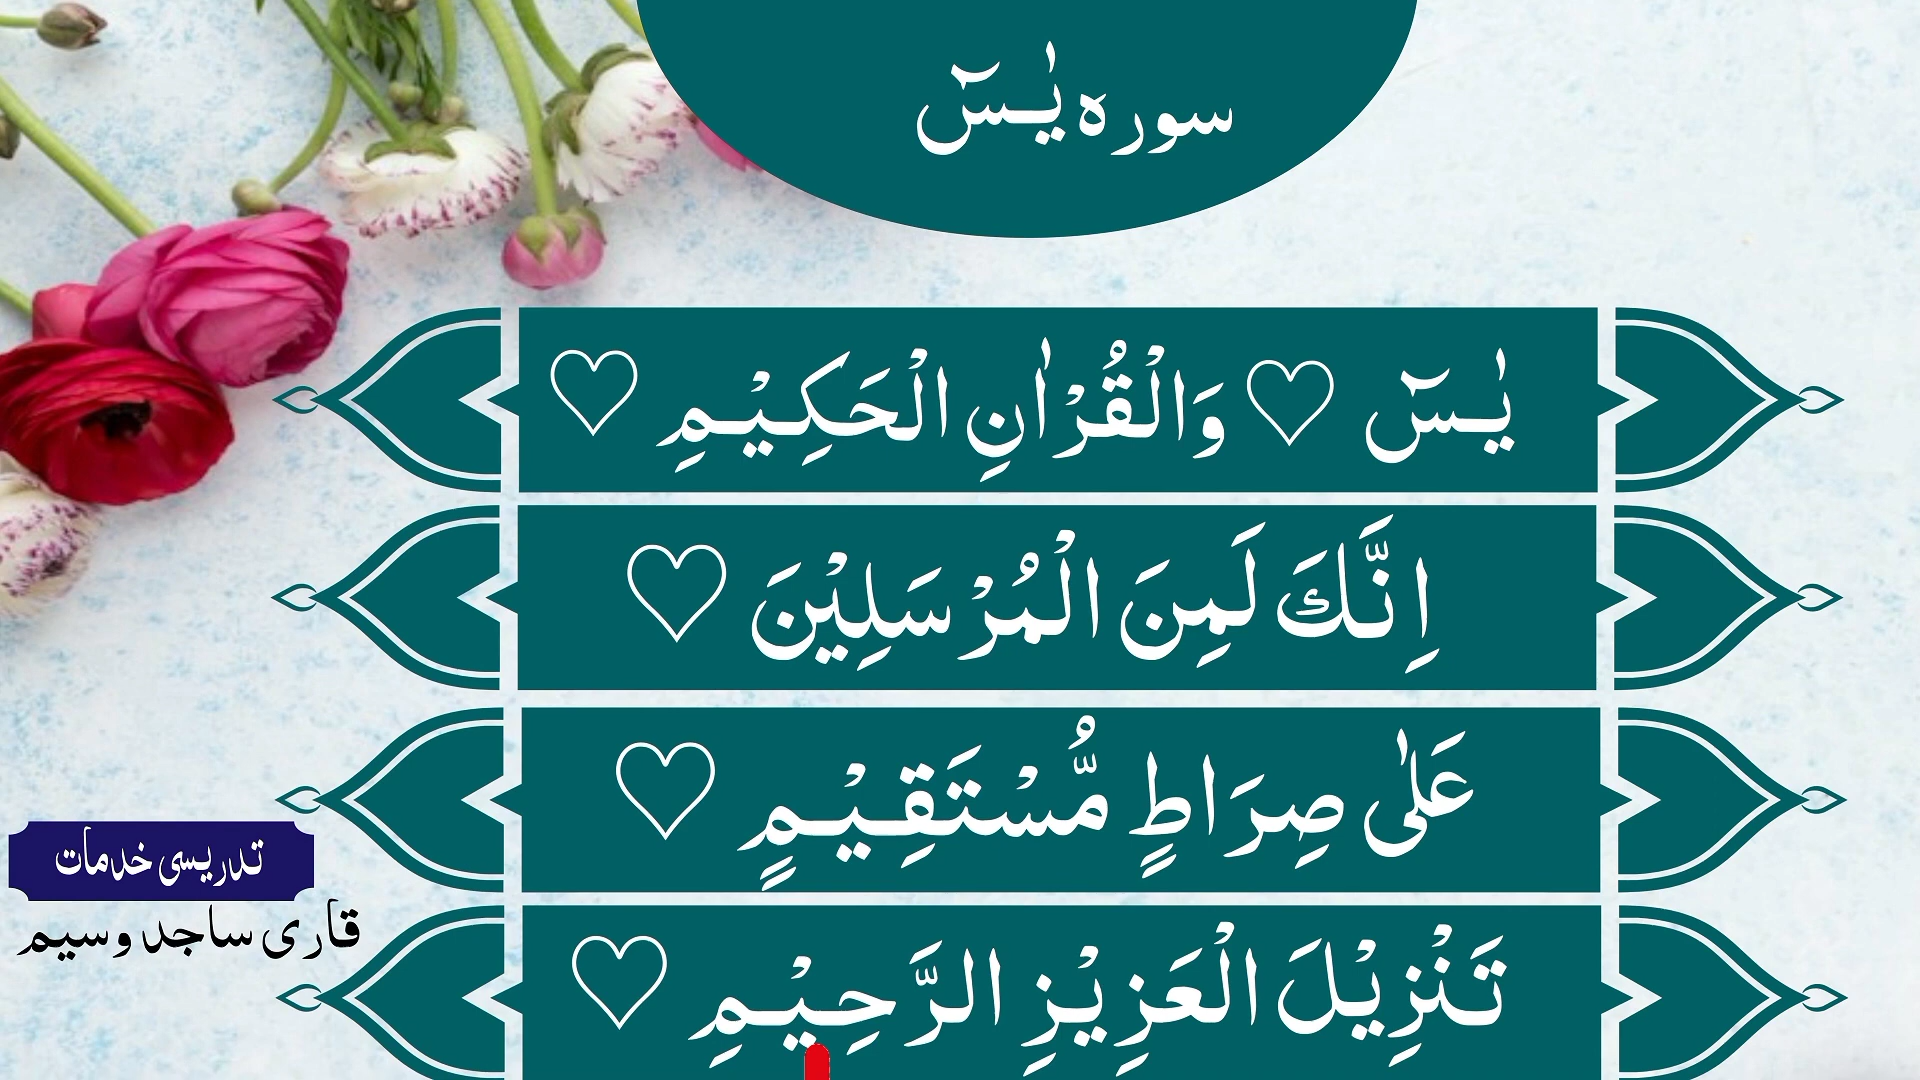 سورہ یٰسٓ
یٰسٓ ♡ وَالْقُرْاٰنِ الْحَكِیْمِ ♡
اِنَّكَ لَمِنَ الْمُرْسَلِیْنَ ♡
عَلٰی صِرَاطٍ مُّسْتَقِیْمٍ ♡
تَنْزِیْلَ الْعَزِیْزِ الرَّحِیْمِ ♡
تدریسی خدمات
قاری ساجد وسیم